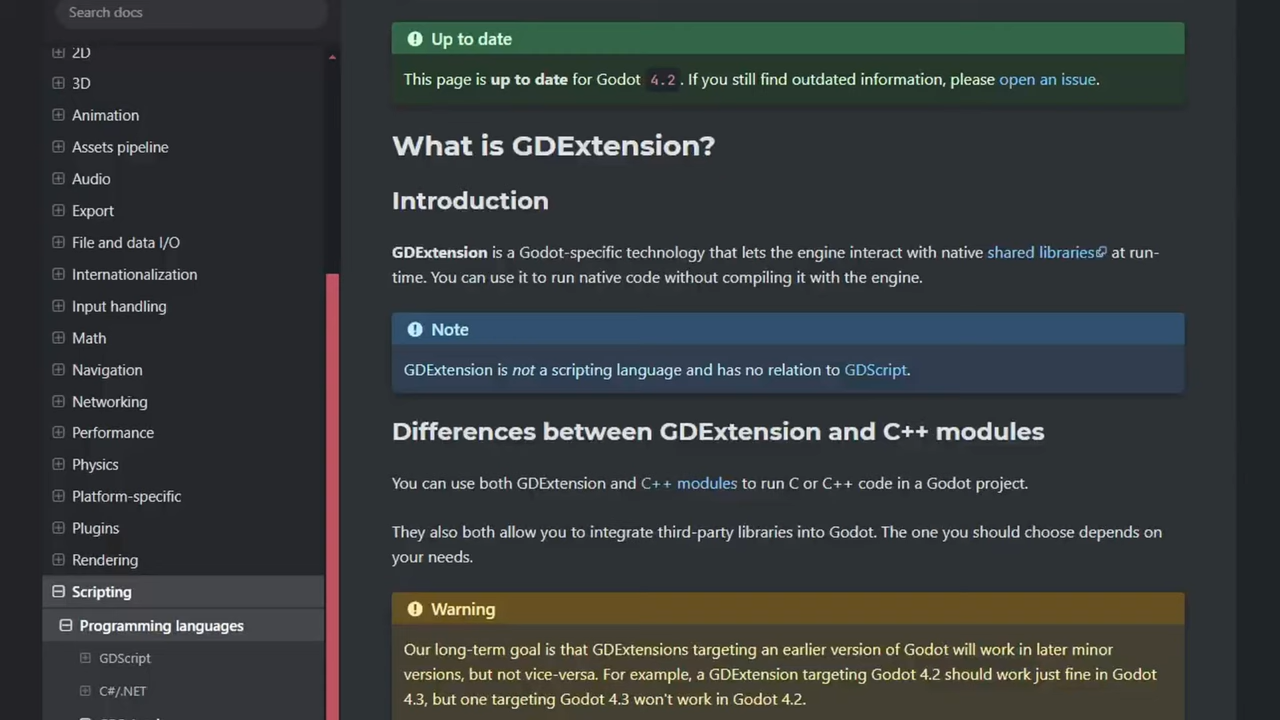 Search docs
2D
3D
Animation
Assets pipeline
Audio
Export
File and data I/O
Internationalization
Input handling
Math
Navigation
Networking
Performance
Physics
Platform-specific
Plugins
Rendering
Scripting
Programming languages
GDScript
C#/.NET
Up to date
This page is up to date for Godot 4.2. If you still find outdated information, please open an issue.
What is GDExtension?
Introduction
GDExtension is a Godot-specific technology that lets the engine interact with native shared libraries at run-
time. You can use it to run native code without compiling it with the engine.
Note
GDExtension is not a scripting language and has no relation to GDScript.
Differences between GDExtension and C++ modules
You can use both GDExtension and C++ modules to run C or C++ code in a Godot project.
They also both allow you to integrate third-party libraries into Godot. The one you should choose depends on
your needs.
Warning
Our long-term goal is that GDExtensions targeting an earlier version of Godot will work in later minor
versions, but not vice-versa. For example, a GDExtension targeting Godot 4.2 should work just fine in Godot
4.3, but one targeting Godot 4.3 won't work in Godot 4.2.